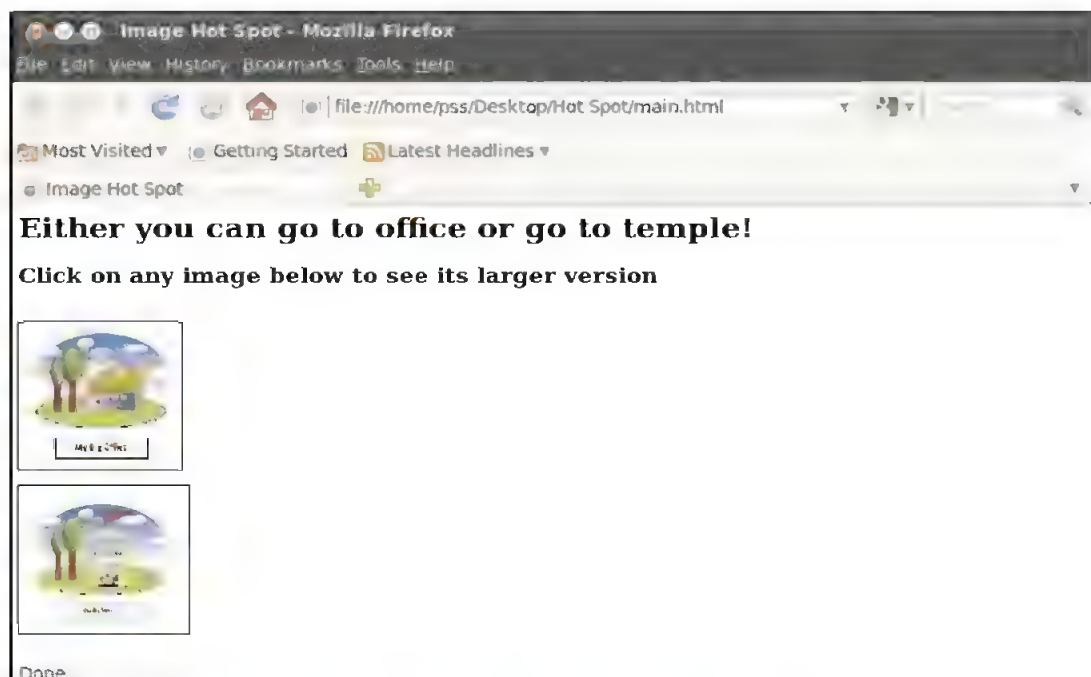 Image Hot Spot - Mozilla Firefox
File Edit View History Bookmarks Tools Help
file:///home/pss/Desktop/Hot Spot/main.html
Most Visited Getting Started Latest Headlines
Image Hot Spot
Either you can go to office or go to temple!
Click on any image below to see its larger version
Done